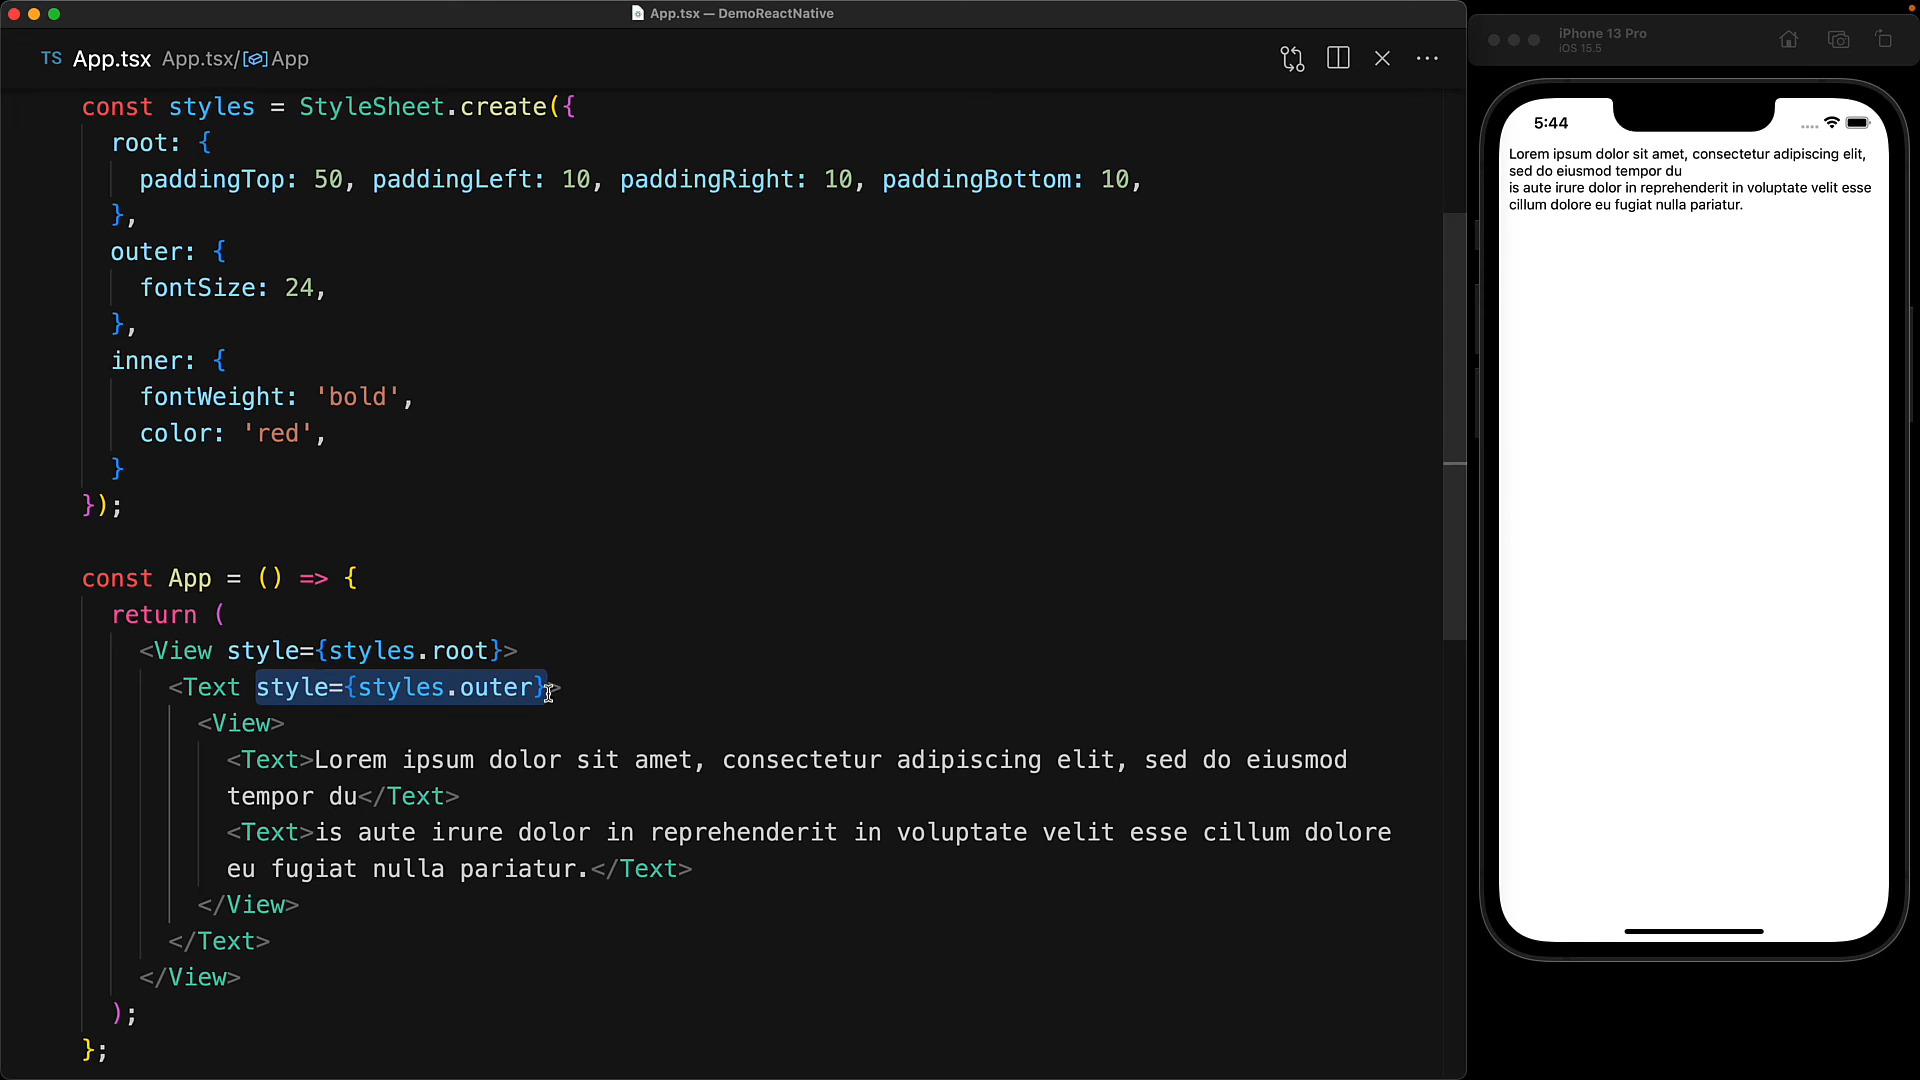 App.tsx — DemoReactNative
TS App.tsx App.tsx/App
const styles = StyleSheet.create({
root: {
paddingTop: 50, paddingLeft: 10, paddingRight: 10, paddingBottom: 10,
},
outer: {
fontSize: 24,
},
inner: {
fontWeight: 'bold',
color: 'red',
}
});
const App = () => {
return (
<View style={styles.root}>
<Text style={styles.outer}>
<View>
<Text>Lorem ipsum dolor sit amet, consectetur adipiscing elit, sed do eiusmod
tempor du</Text>
<Text>is aute irure dolor in reprehenderit in voluptate velit esse cillum dolore
eu fugiat nulla pariatur.</Text>
</View>
</Text>
</View>
);
};
iPhone 13 Pro
iOS 15.5
5:44
Lorem ipsum dolor sit amet, consectetur adipiscing elit,
sed do eiusmod tempor du
is aute irure dolor in reprehenderit in voluptate velit esse
cillum dolore eu fugiat nulla pariatur.